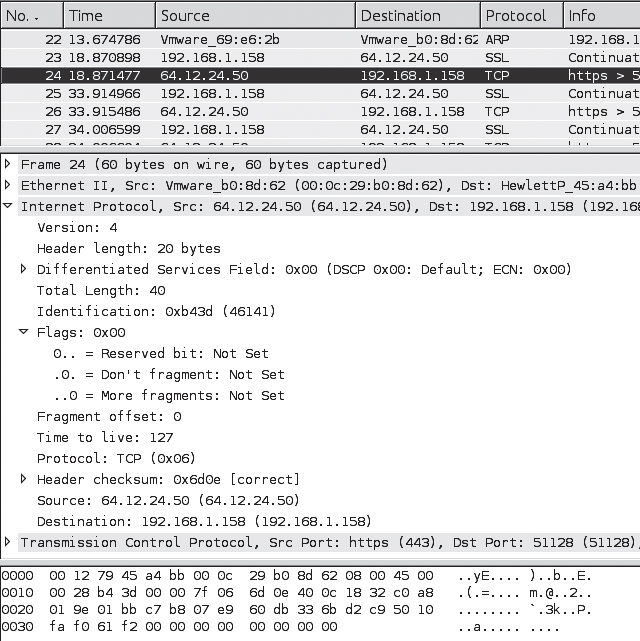 No. . Time Source Destination Protocol Info
22 13.674786 Vmware_69:e6:2b Vmware_b0:8d:62 ARP 192.168.1
23 18.870898 192.168.1.158 64.12.24.50 SSL Continuat
24 18.871477 64.12.24.50 192.168.1.158 TCP https > 5
25 33.914966 192.168.1.158 64.12.24.50 SSL Continuat
26 33.915486 64.12.24.50 192.168.1.158 TCP https > 5
27 34.006599 192.168.1.158 64.12.24.50 SSL Continuat
Frame 24 (60 bytes on wire, 60 bytes captured)
Ethernet II, Src: Vmware_b0:8d:62 (00:0c:29:b0:8d:62), Dst: HewlettP_45:a4:bb
Internet Protocol, Src: 64.12.24.50 (64.12.24.50), Dst: 192.168.1.158 (192.168
Version: 4
Header length: 20 bytes
Differentiated Services Field: 0x00 (DSCP 0x00: Default; ECN: 0x00)
Total Length: 40
Identification: 0xb43d (46141)
Flags: 0x00
0.. = Reserved bit: Not Set
.0. = Don't fragment: Not Set
..0 = More fragments: Not Set
Fragment offset: 0
Time to live: 127
Protocol: TCP (0x06)
Header checksum: 0x6d0e [correct]
Source: 64.12.24.50 (64.12.24.50)
Destination: 192.168.1.158 (192.168.1.158)
Transmission Control Protocol, Src Port: https (443), Dst Port: 51128 (51128),
0000 00 12 79 45 a4 bb 00 0c 29 b0 8d 62 08 00 45 00 ..yE.... )..b..E.
0010 00 28 b4 3d 00 00 7f 06 6d 0e 40 0c 18 32 c0 a8 .(.=.... m.@..2..
0020 01 9e 01 bb c7 b8 07 e9 60 db 33 6b d2 c9 50 10 ........ `.3k..P.
0030 fa f0 61 f2 00 00 00 00 00 00 00 00 ..a..... ....